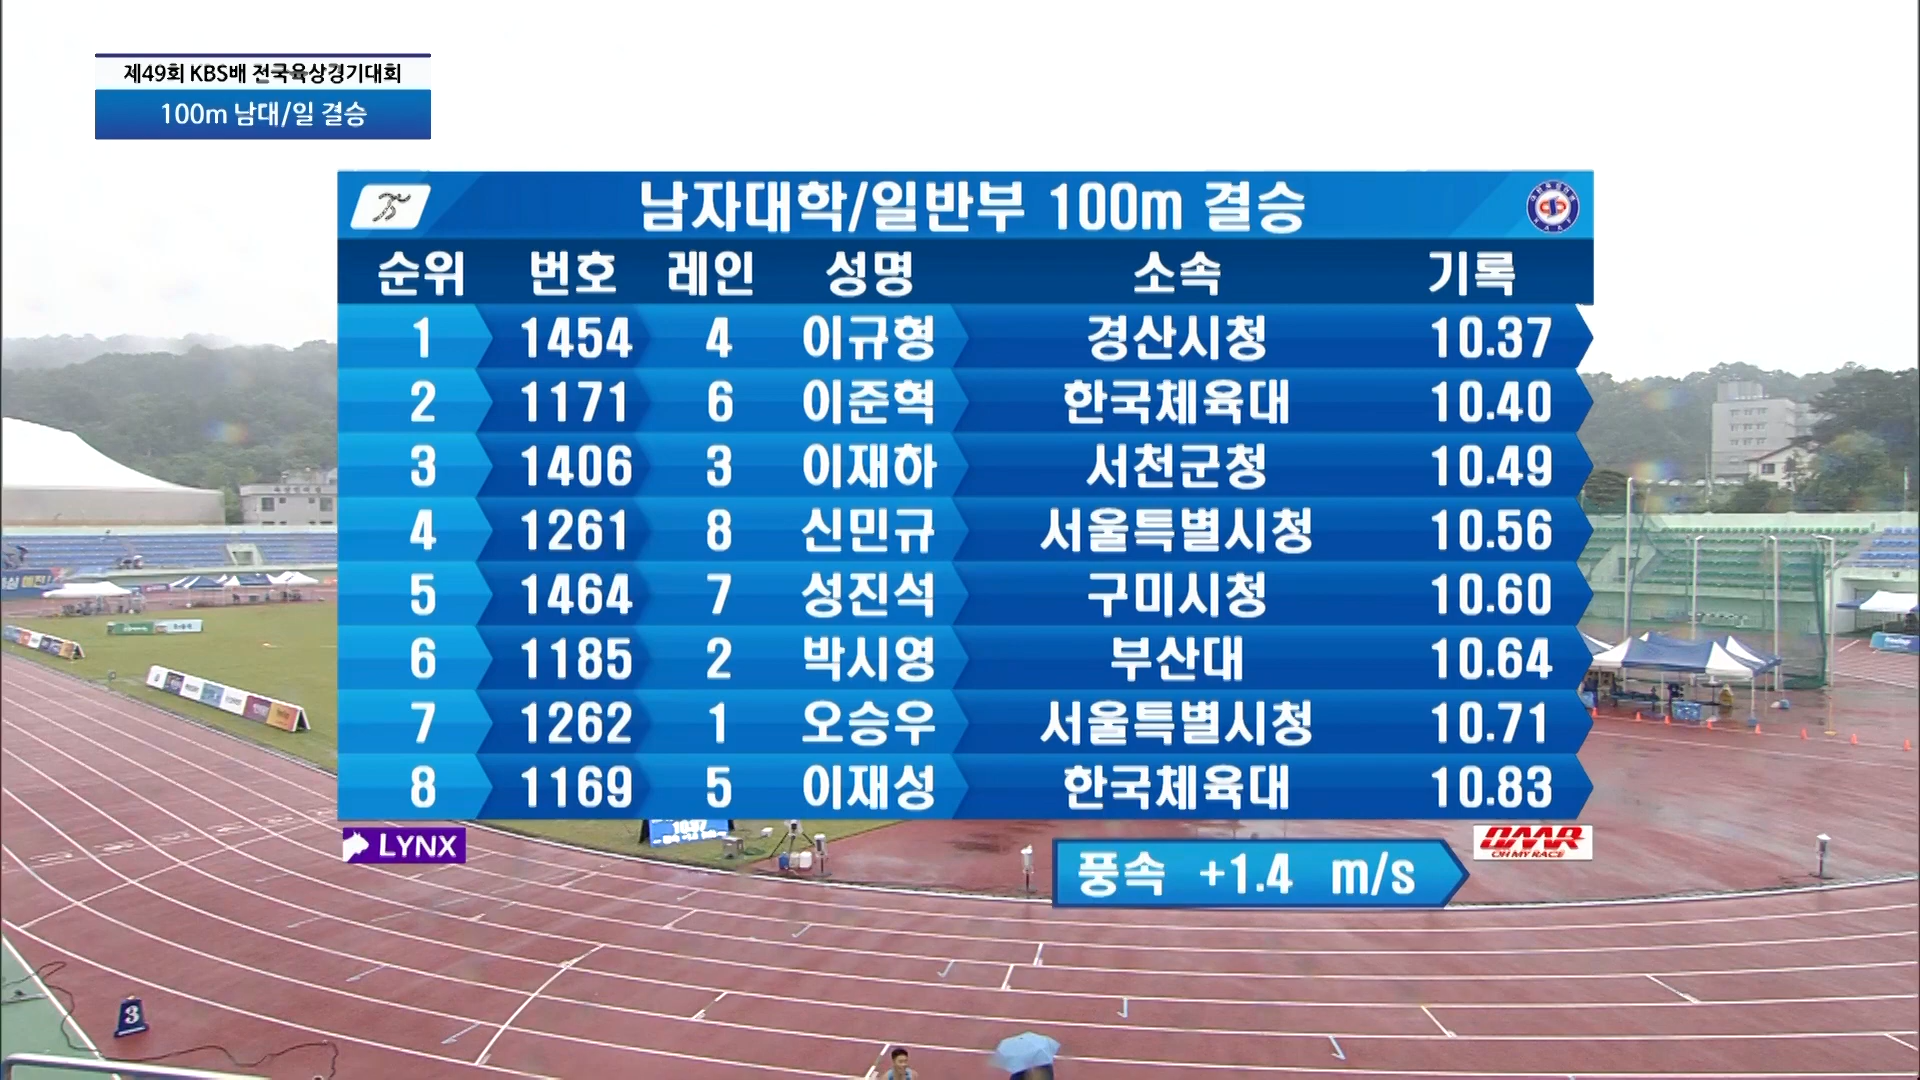 제49회 KBS배 전국육상경기대회
100m 남대/일 결승
남자대학/일반부 100m 결승
순위 번호 레인 성명 소속 기록
1 1454 4 이규형 경산시청 10.37
2 1171 6 이준혁 한국체육대 10.40
3 1406 3 이재하 서천군청 10.49
4 1261 8 신민규 서울특별시청 10.56
5 1464 7 성진석 구미시청 10.60
6 1185 2 박시영 부산대 10.64
7 1262 1 오승우 서울특별시청 10.71
8 1169 5 이재성 한국체육대 10.83
LYNX
OMR
OH MY RACE
풍속 +1.4 m/s
10.37
3